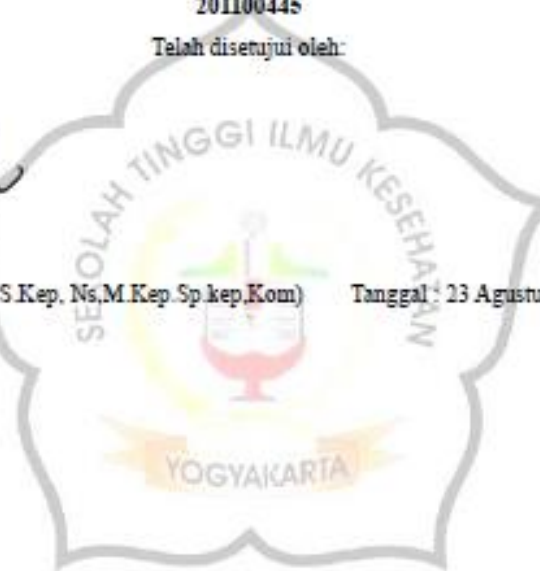 201100445
Telah disetujui oleh:
SEKOLAH TINGGI ILMU KESEHATAN
S.Kep, Ns,M.Kep.Sp.kep,Kom) Tanggal : 23 Agustu
YOGYAKARTA